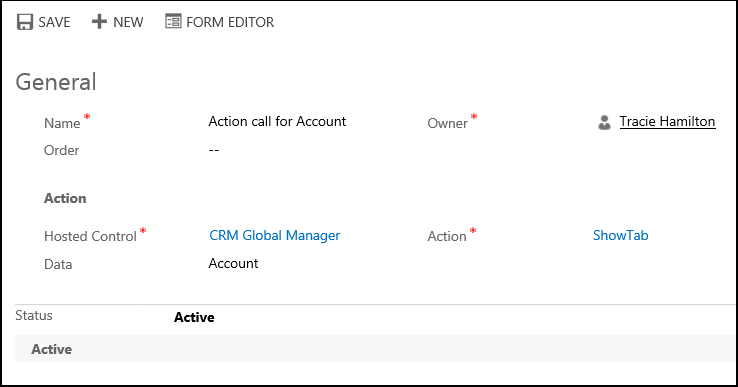 SAVE NEW FORM EDITOR
General
Name* Action call for Account Owner* Tracie Hamilton
Order --
Action
Hosted Control* CRM Global Manager Action* ShowTab
Data Account
Status Active
Active